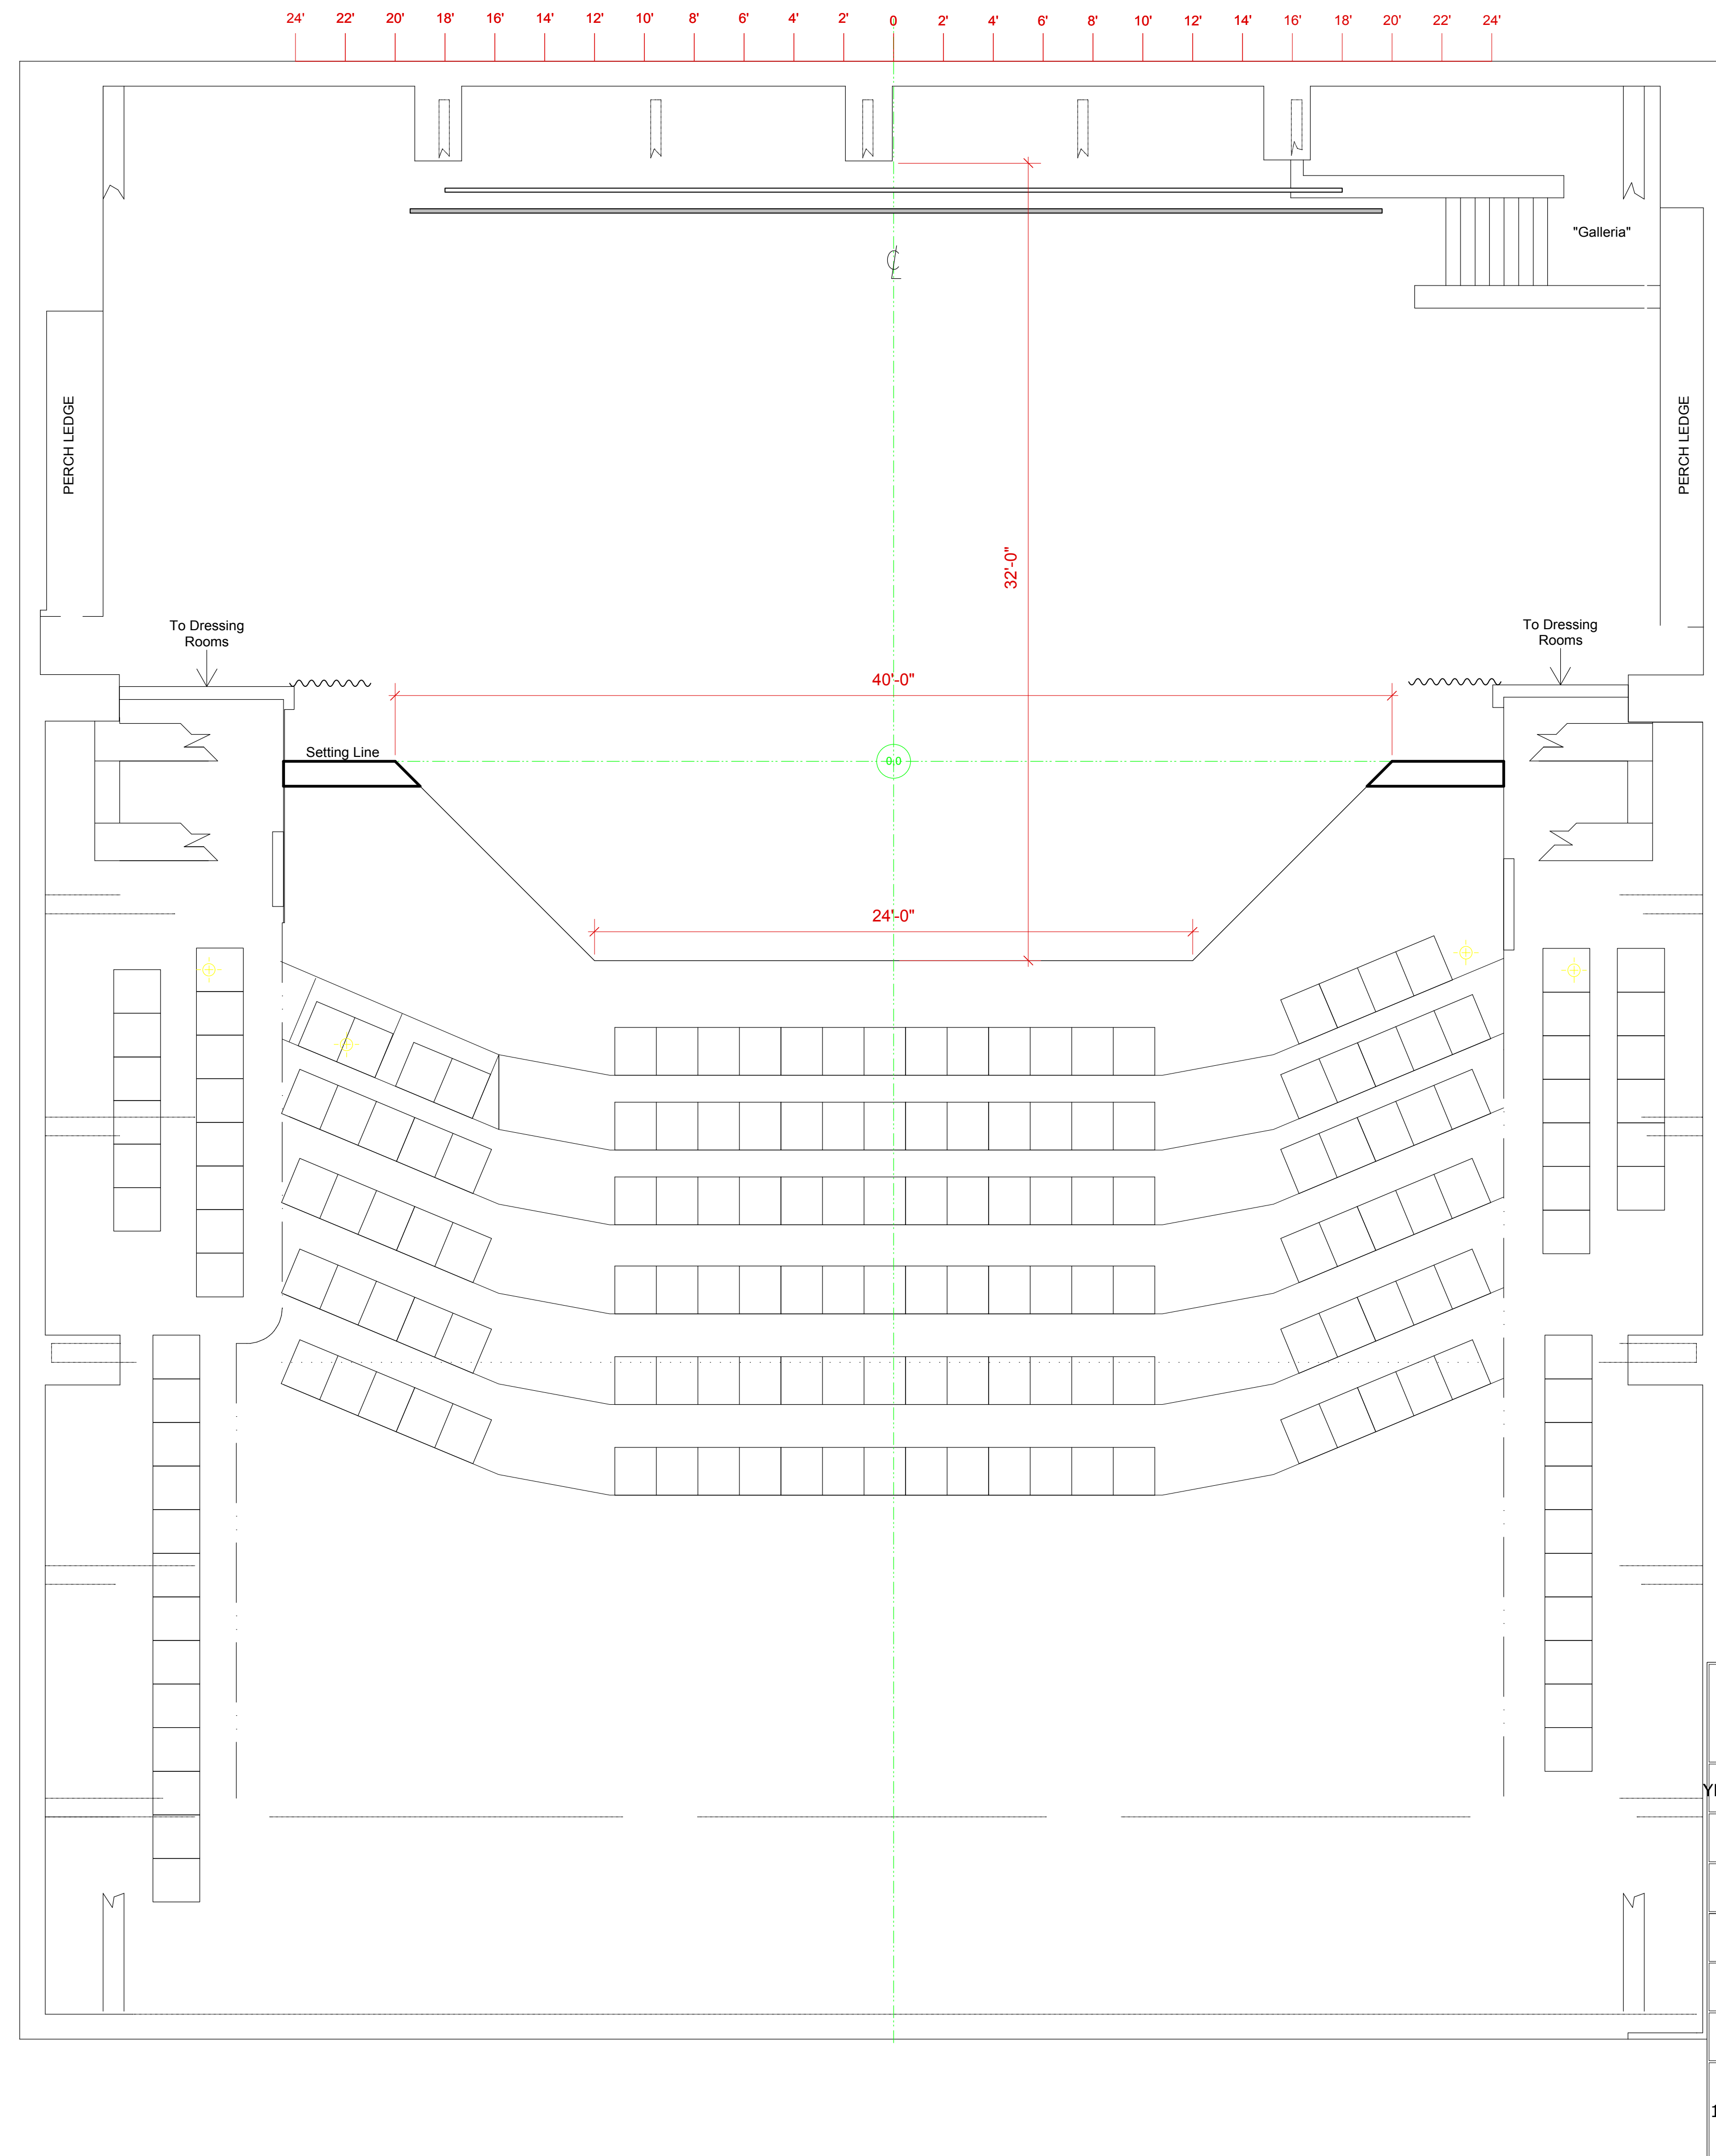 24' 22' 20' 18' 16' 14' 12' 10' 8' 6' 4' 2' 0 2' 4' 6' 8' 10' 12' 14' 16' 18' 20' 22' 24'
"Galleria"
℄
PERCH LEDGE
PERCH LEDGE
32'-0"
To Dressing
Rooms
To Dressing
Rooms
40'-0"
Setting Line
0,0
24'-0"